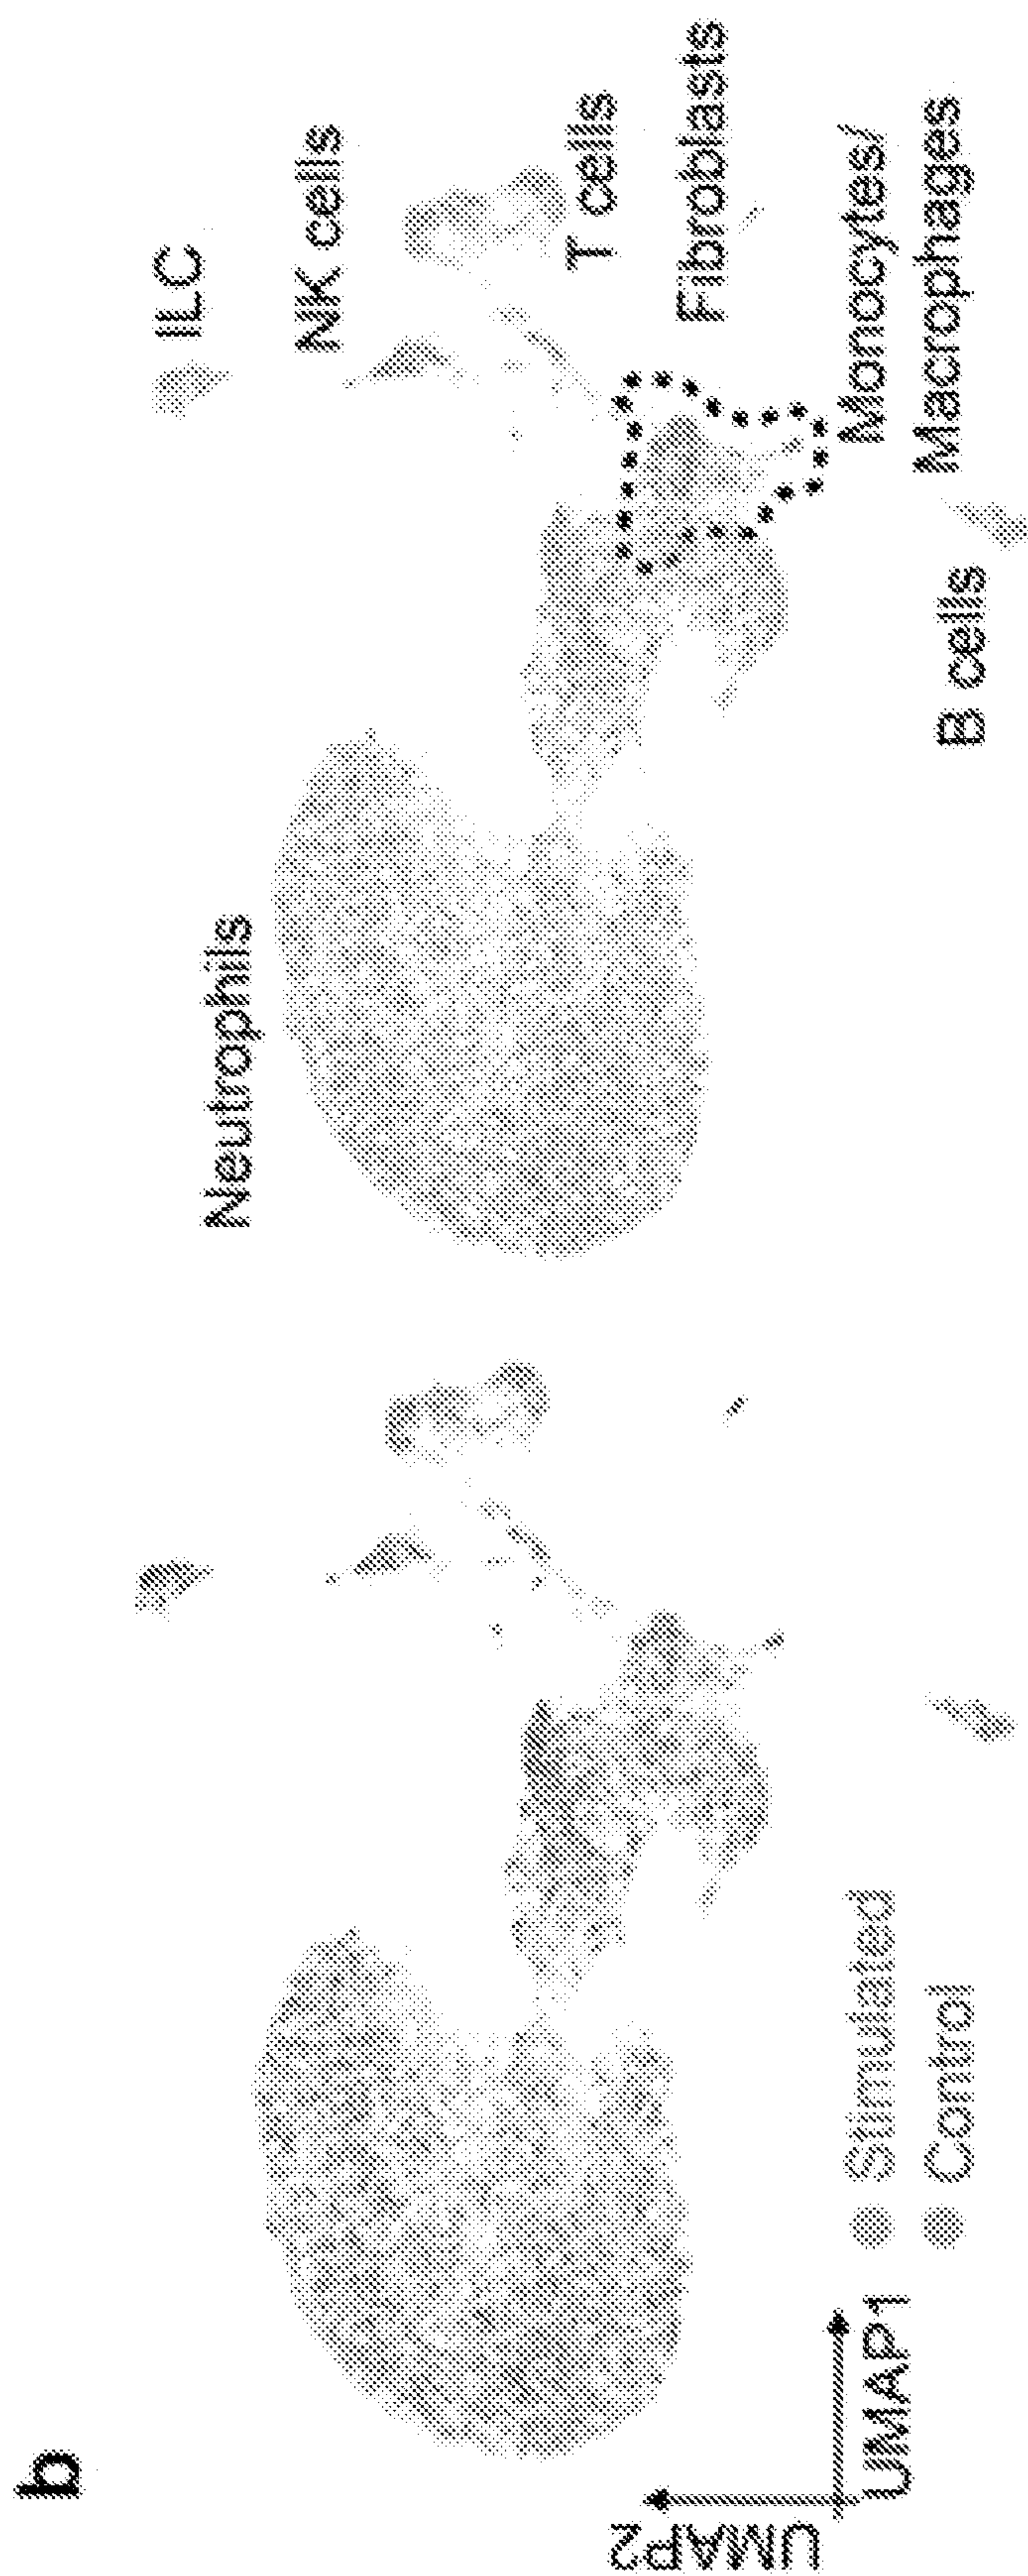 b
UMAP2
UMAP1
Stimulated
Control
Neutrophils
ILC
NK cells
T cells
Fibroblasts
Monocytes/
Macrophages
B cells